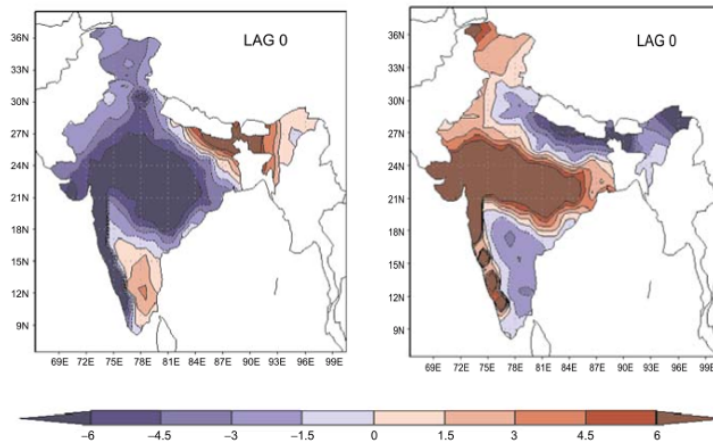 LAG 0
36N
33N
30N
27N
24N
21N
18N
15N
12N
9N
69E 72E 75E 78E 81E 84E 87E 90E 93E 96E 99E
LAG 0
36N
33N
30N
27N
24N
21N
18N
15N
12N
9N
69E 72E 75E 78E 81E 84E 87E 90E 93E 96E
-6 -4.5 -3 -1.5 0 1.5 3 4.5 6